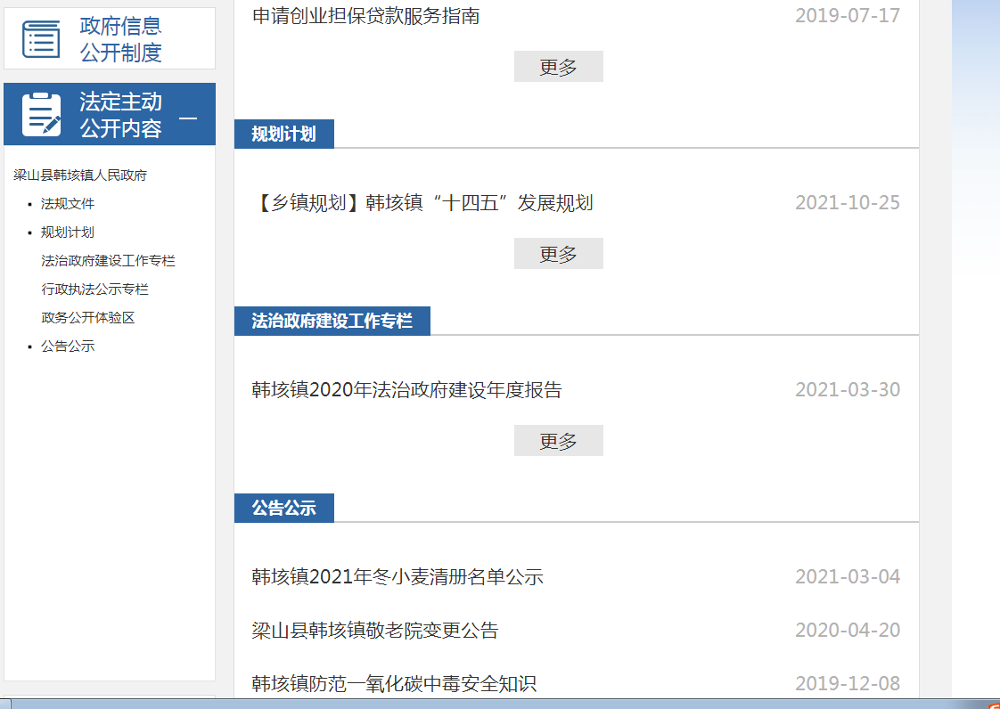 政府信息
公开制度
法定主动
公开内容
梁山县韩垓镇人民政府
法规文件
规划计划
法治政府建设工作专栏
行政执法公示专栏
政务公开体验区
公告公示
申请创业担保贷款服务指南 2019-07-17
更多
规划计划
【乡镇规划】韩垓镇“十四五”发展规划 2021-10-25
更多
法治政府建设工作专栏
韩垓镇2020年法治政府建设年度报告 2021-03-30
更多
公告公示
韩垓镇2021年冬小麦清册名单公示 2021-03-04
梁山县韩垓镇敬老院变更公告 2020-04-20
韩垓镇防范一氧化碳中毒安全知识 2019-12-08